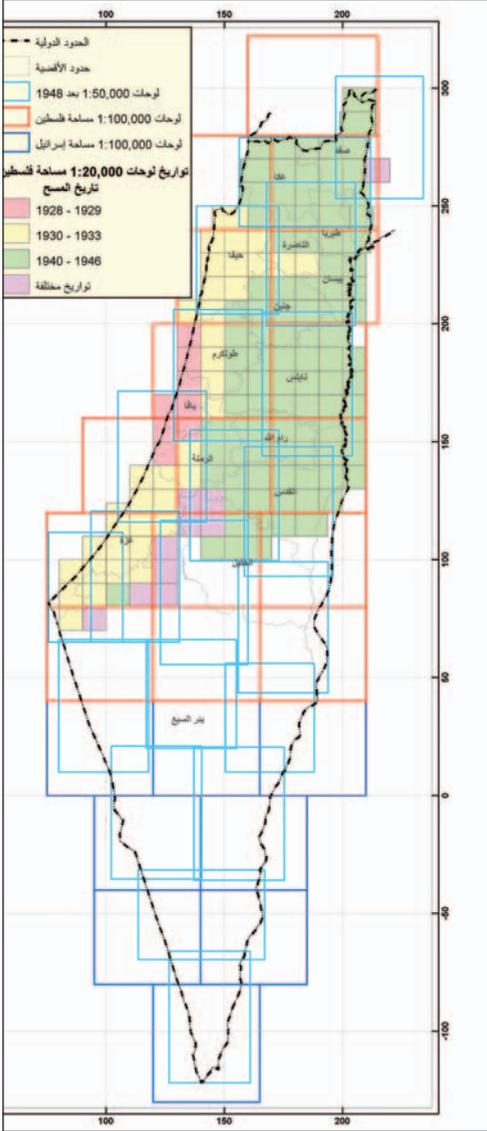 100 150 200
الحدود الدولية
حدود الأقضية
لوحات 1:50,000 بعد 1948
لوحات 1:100,000 مساحة فلسطين
لوحات 1:100,000 مساحة إسرائيل
تواريخ لوحات 1:20,000 مساحة فلسطين
تاريخ المسح
1928 - 1929
1930 - 1933
1940 - 1946
تواريخ مختلفة
300
250
200
150
100
50
0
-50
-100
صفد
عكا
طبريا
الناصرة
حيفا
بيسان
جنين
طولكرم
نابلس
يافا
رام الله
الرملة
القدس
غزة
الخليل
بئر السبع
100 150 200